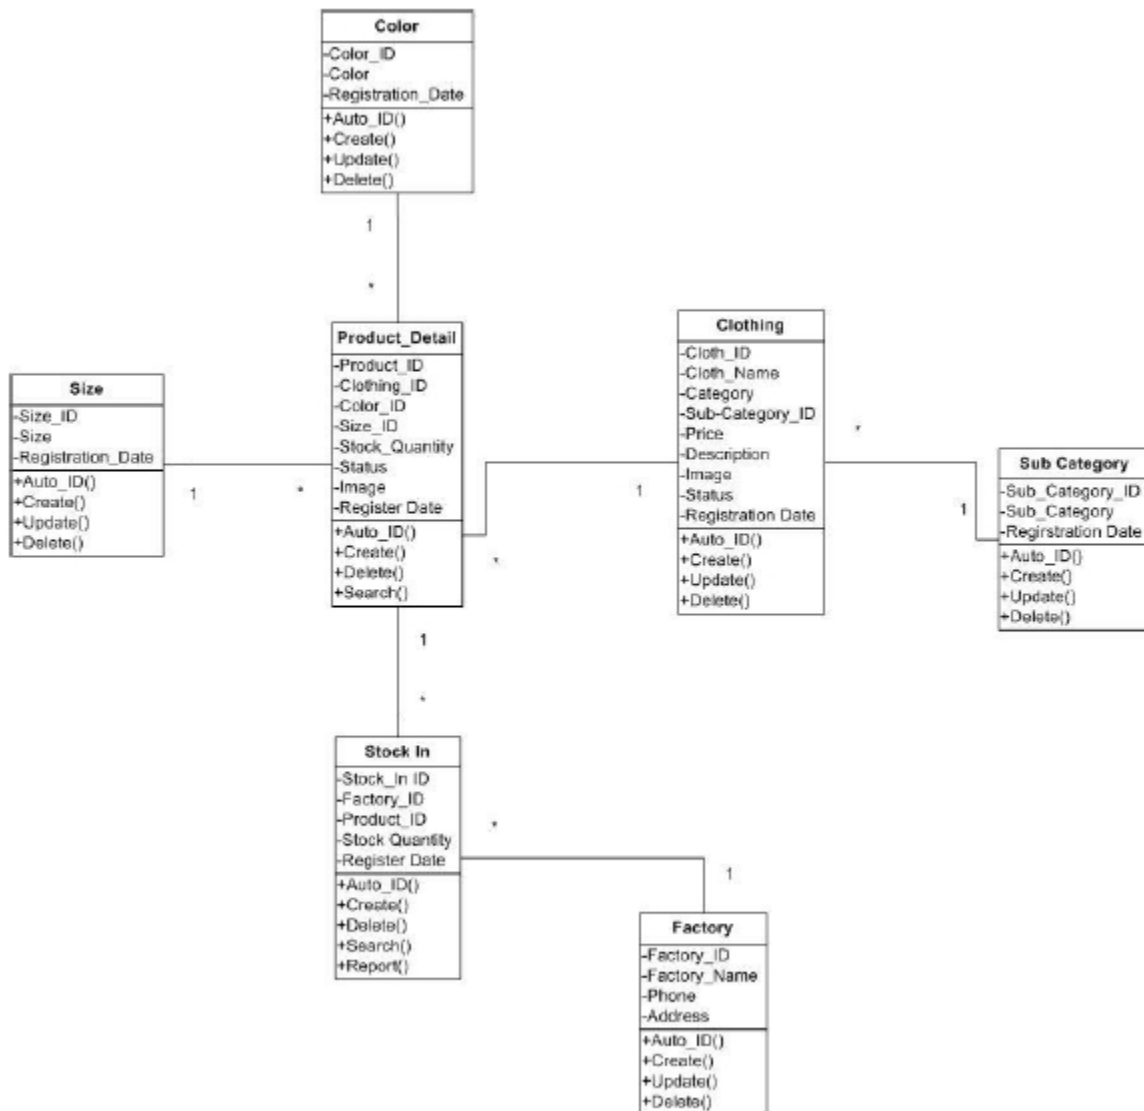 Color
-Color_ID
-Color
-Registration_Date
+Auto_ID()
+Create()
+Update()
+Delete()
1
*
Product_Detail
-Product_ID
-Clothing_ID
-Color_ID
-Size_ID
-Stock_Quantity
-Status
-Image
-Register Date
+Auto_ID()
+Create()
+Delete()
+Search()
Size
-Size_ID
-Size
-Registration_Date
+Auto_ID()
+Create()
+Update()
+Delete()
1
*
Clothing
-Cloth_ID
-Cloth_Name
-Category
-Sub-Category_ID
-Price
-Description
-Image
-Status
-Registration Date
+Auto_ID()
+Create()
+Update()
+Delete()
1
*
*
1
Sub Category
-Sub_Category_ID
-Sub_Category
-Regirstration Date
+Auto_ID()
+Create()
+Update()
+Delete()
1
*
Stock In
-Stock_In ID
-Factory_ID
-Product_ID
-Stock Quantity
-Register Date
+Auto_ID()
+Create()
+Delete()
+Search()
+Report()
*
1
Factory
-Factory_ID
-Factory_Name
-Phone
-Address
+Auto_ID()
+Create()
+Update()
+Delete()